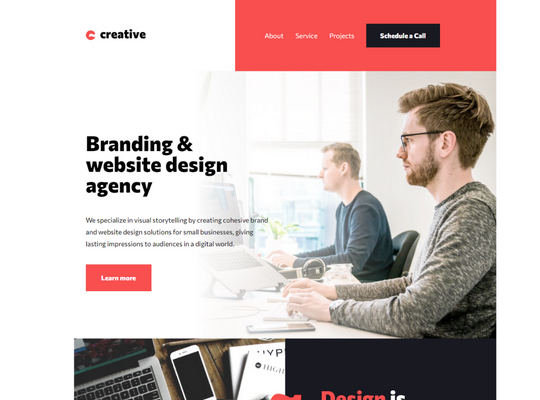 creative
About Service Projects Schedule a Call
Branding &
website design
agency
We specialize in visual storytelling by creating cohesive brand
and website design solutions for small businesses, giving
lasting impressions to audiences in a digital world.
Learn more
HIGH
Design is